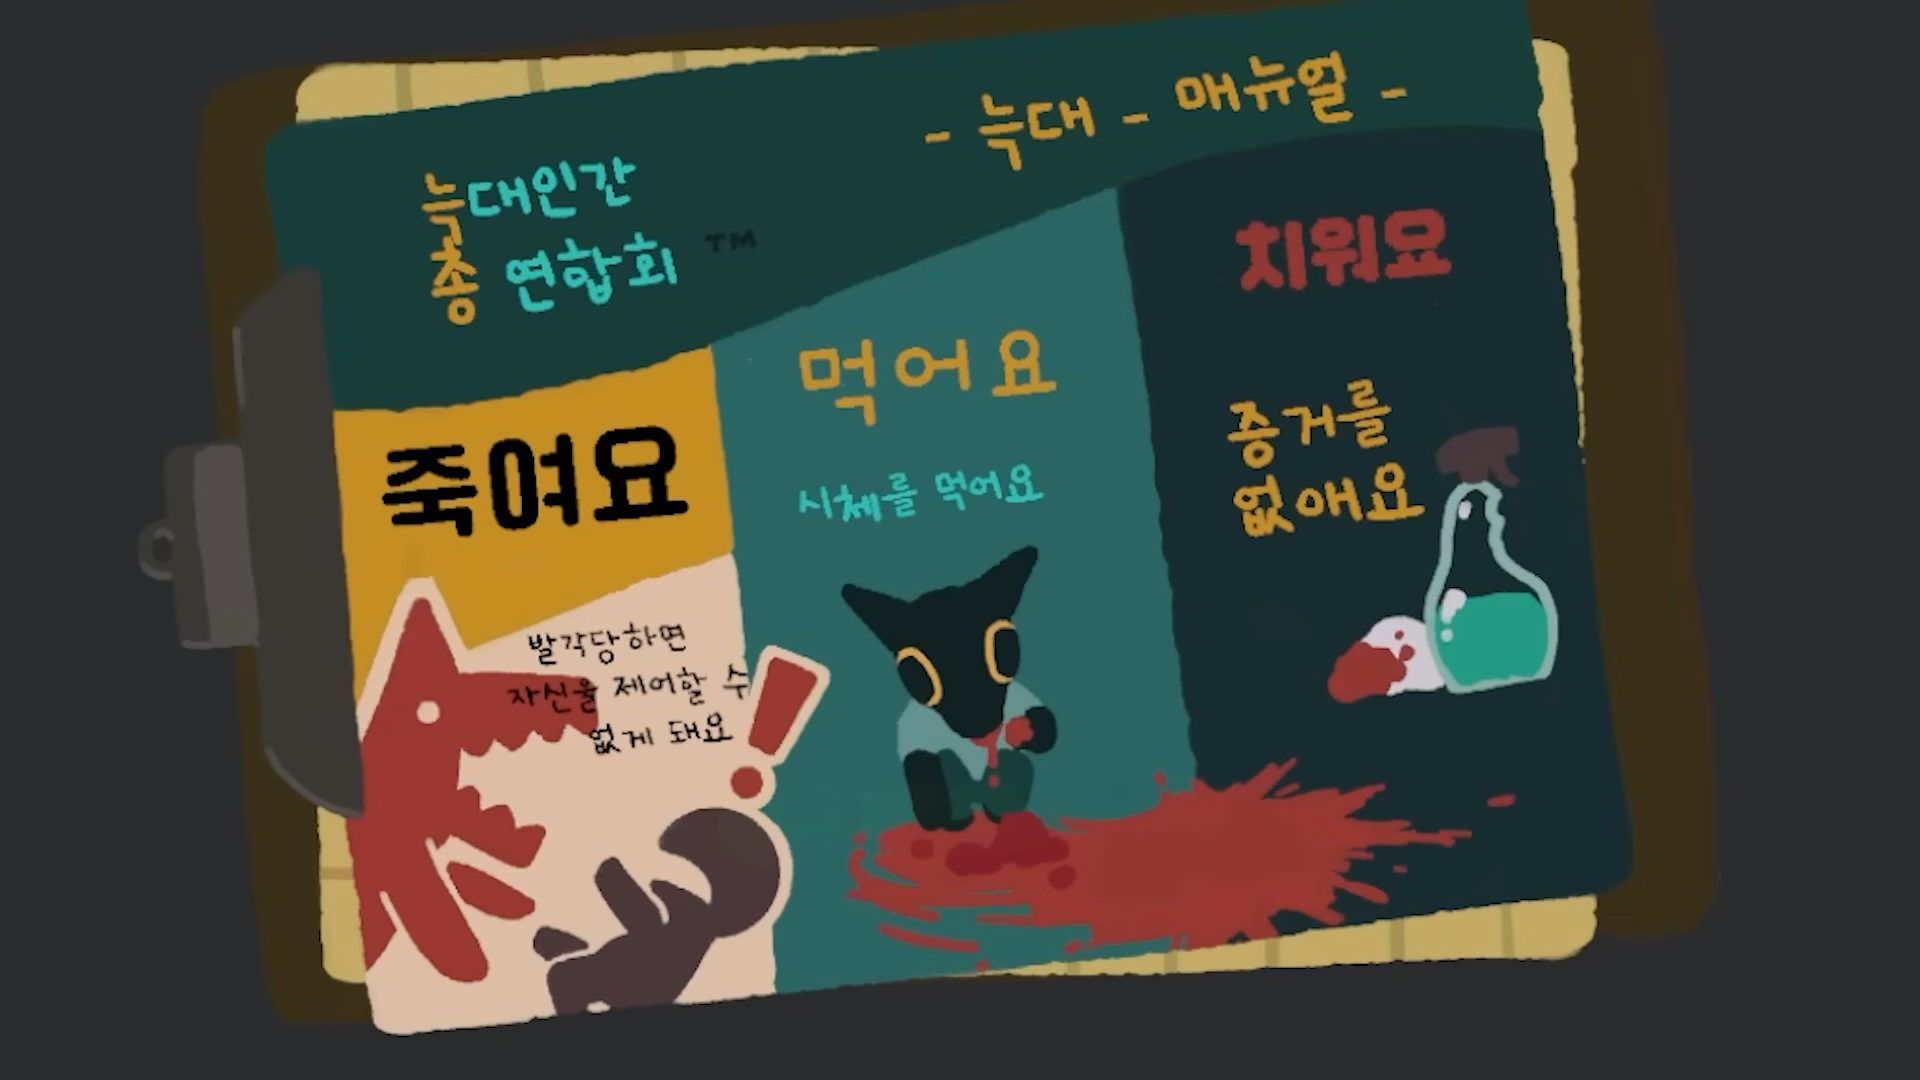 늑대인간
총 연합회 ™
- 늑대 - 매뉴얼 -
죽여요
발각당하면
자신을 제어할 수
없게 돼요
먹어요
시체를 먹어요
치워요
증거를
없애요